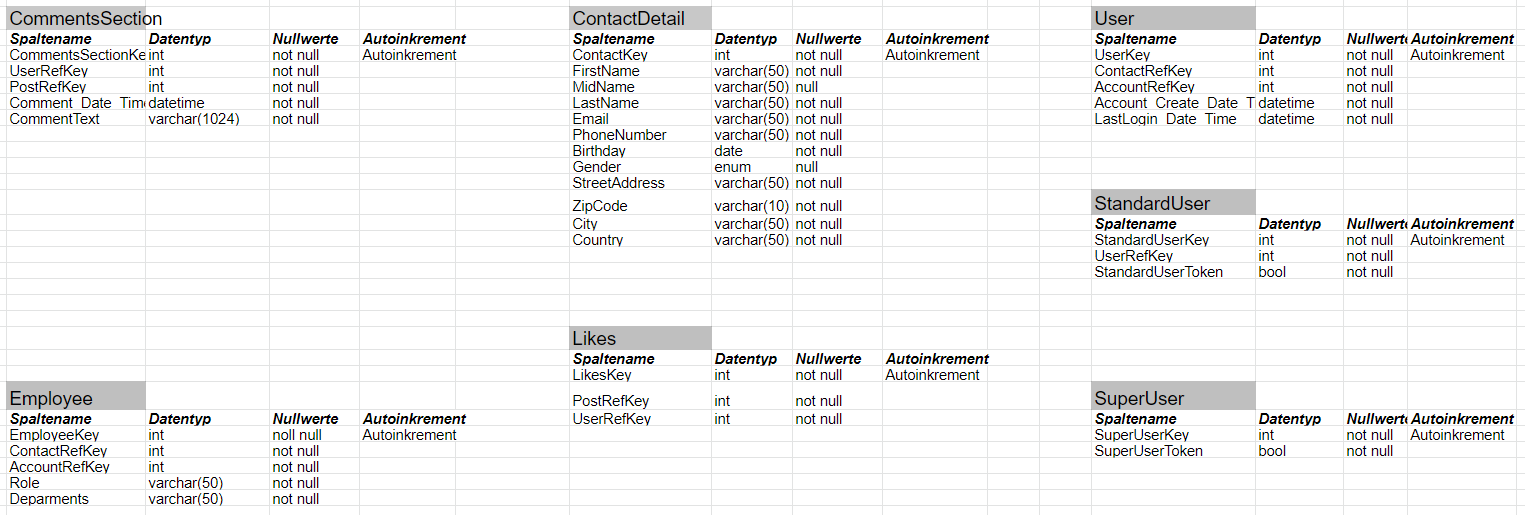 CommentsSection
Spaltename Datentyp Nullwerte Autoinkrement
CommentsSectionKe int not null Autoinkrement
UserRefKey int not null
PostRefKey int not null
Comment_Date_Tim datetime not null
CommentText varchar(1024) not null
Employee
Spaltename Datentyp Nullwerte Autoinkrement
EmployeeKey int noll null Autoinkrement
ContactRefKey int not null
AccountRefKey int not null
Role varchar(50) not null
Deparments varchar(50) not null
ContactDetail
Spaltename Datentyp Nullwerte Autoinkrement
ContactKey int not null Autoinkrement
FirstName varchar(50) not null
MidName varchar(50) null
LastName varchar(50) not null
Email varchar(50) not null
PhoneNumber varchar(50) not null
Birthday date not null
Gender enum null
StreetAddress varchar(50) not null
ZipCode varchar(10) not null
City varchar(50) not null
Country varchar(50) not null
Likes
Spaltename Datentyp Nullwerte Autoinkrement
LikesKey int not null Autoinkrement
PostRefKey int not null
UserRefKey int not null
User
Spaltename Datentyp Nullwerte Autoinkrement
UserKey int not null Autoinkrement
ContactRefKey int not null
AccountRefKey int not null
Account_Create_Date_T datetime not null
LastLogin_Date_Time datetime not null
StandardUser
Spaltename Datentyp Nullwerte Autoinkrement
StandardUserKey int not null Autoinkrement
UserRefKey int not null
StandardUserToken bool not null
SuperUser
Spaltename Datentyp Nullwerte Autoinkrement
SuperUserKey int not null Autoinkrement
SuperUserToken bool not null